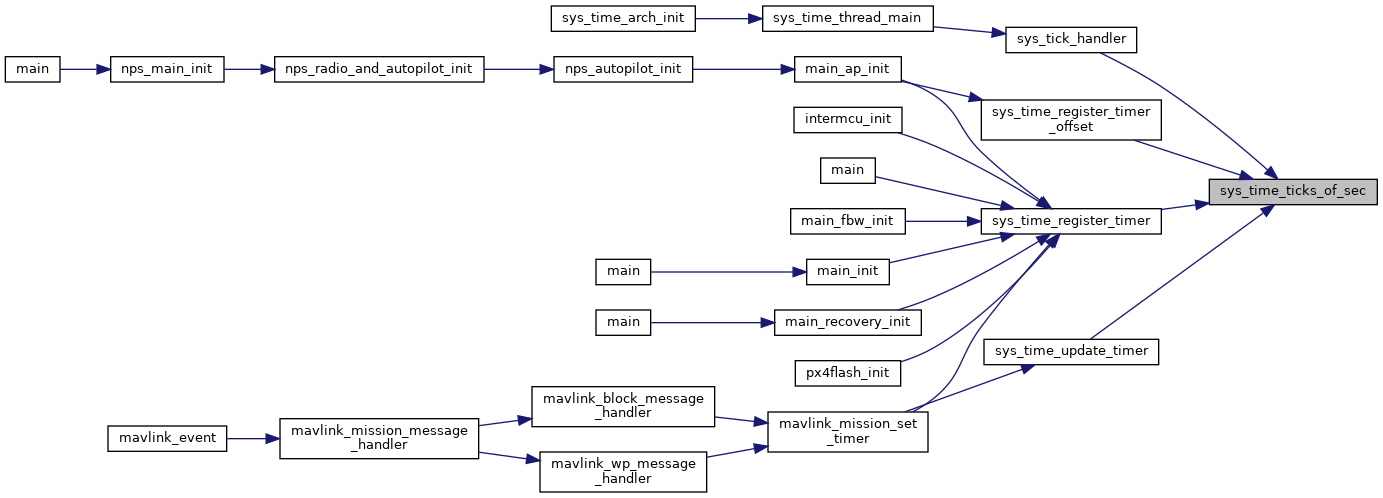 sys_time_arch_init
sys_time_thread_main
sys_tick_handler
main
nps_main_init
nps_radio_and_autopilot_init
nps_autopilot_init
main_ap_init
sys_time_register_timer
_offset
intermcu_init
main
sys_time_ticks_of_sec
main_fbw_init
sys_time_register_timer
main
main_init
main
main_recovery_init
sys_time_update_timer
px4flash_init
mavlink_block_message
_handler
mavlink_mission_set
_timer
mavlink_event
mavlink_mission_message
_handler
mavlink_wp_message
_handler